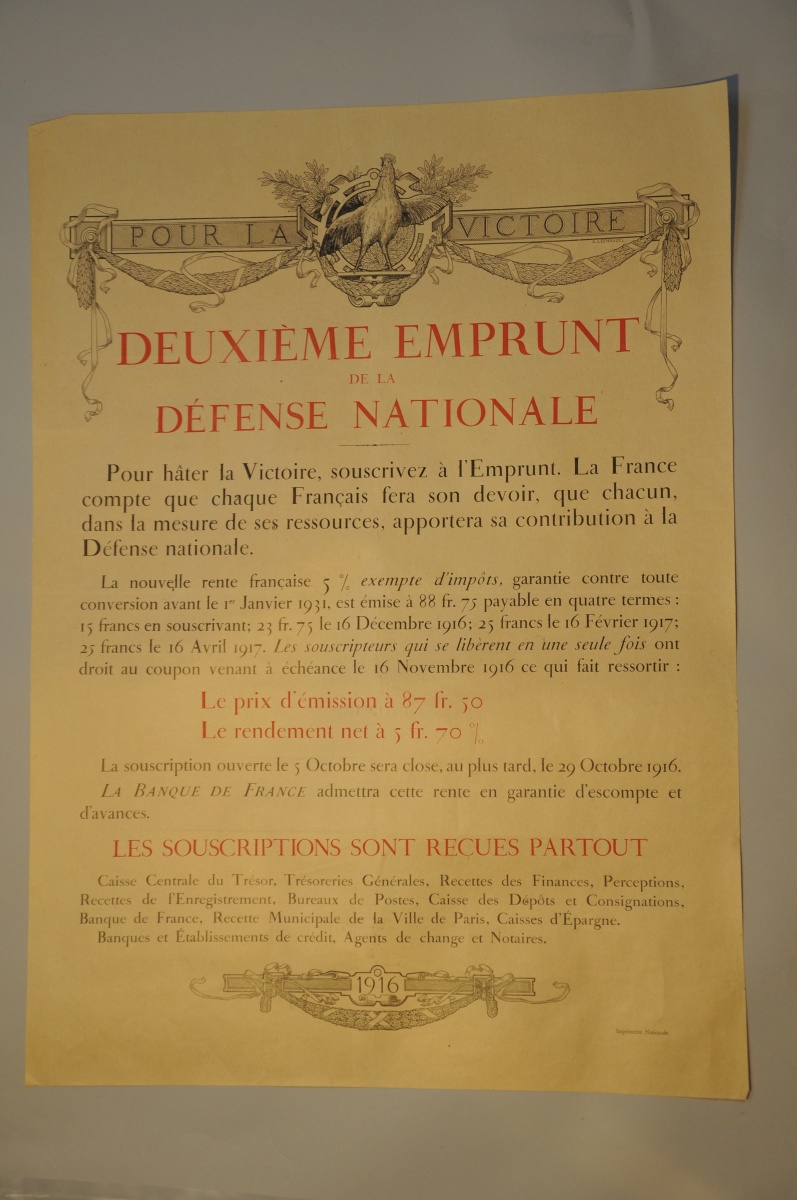 POUR LA VICTOIRE
DEUXIÈME EMPRUNT
DE LA
DÉFENSE NATIONALE
Pour hâter la Victoire, souscrivez à l'Emprunt. La France
compte que chaque Français fera son devoir, que chacun,
dans la mesure de ses ressources, apportera sa contribution à la
Défense nationale.
La nouvelle rente française 5 % exempte d'impôts, garantie contre toute
conversion avant le 1er Janvier 1931, est émise à 88 fr. 75 payable en quatre termes :
15 francs en souscrivant; 23 fr. 75 le 16 Décembre 1916; 25 francs le 16 Février 1917;
25 francs le 16 Avril 1917. Les souscripteurs qui se libèrent en une seule fois ont
droit au coupon venant à échéance le 16 Novembre 1916 ce qui fait ressortir :
Le prix d'émission à 87 fr. 50
Le rendement net à 5 fr. 70 %
La souscription ouverte le 5 Octobre sera close, au plus tard, le 29 Octobre 1916.
LA BANQUE DE FRANCE admettra cette rente en garantie d'escompte et
d'avances.
LES SOUSCRIPTIONS SONT REÇUES PARTOUT
Caisse Centrale du Trésor, Trésoreries Générales, Recettes des Finances, Perceptions,
Recettes de l'Enregistrement, Bureaux de Postes, Caisse des Dépôts et Consignations,
Banque de France, Recette Municipale de la Ville de Paris, Caisses d'Épargne.
Banques et Établissements de crédit, Agents de change et Notaires.
1916
Imprimerie Nationale